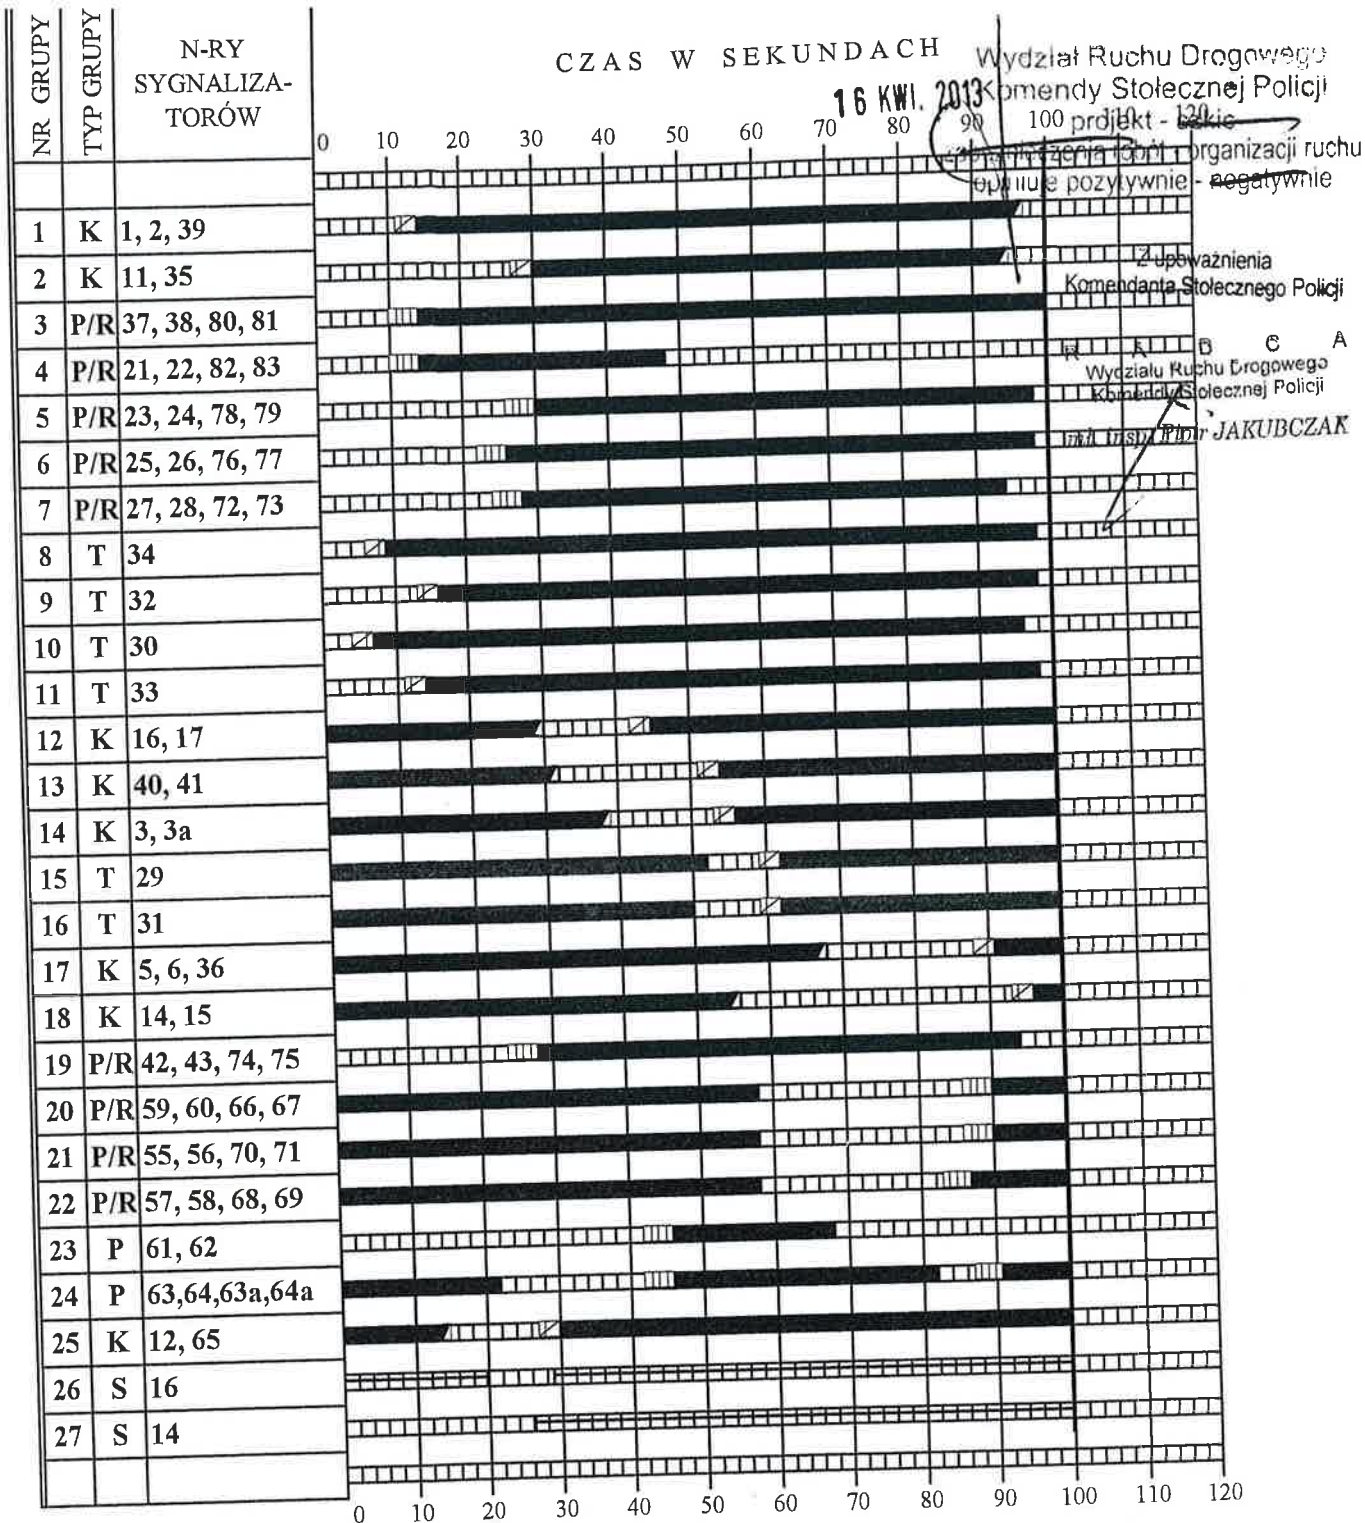 NR GRUPY
TYP GRUPY
N-RY
SYGNALIZA-
TORÓW
CZAS W SEKUNDACH
16 KWI. 2013
Wydział Ruchu Drogowego
Komendy Stołecznej Policji
projekt - 
organizacji ruchu
opiniuje pozytywnie - negatywnie
0 10 20 30 40 50 60 70 80 90 100 110 120
Z upoważnienia
Komendanta Stołecznego Policji
Wydziału Ruchu Drogowego
Komendy Stołecznej Policji
insp. Piotr JAKUBCZAK
1 K 1, 2, 39
2 K 11, 35
3 P/R 37, 38, 80, 81
4 P/R 21, 22, 82, 83
5 P/R 23, 24, 78, 79
6 P/R 25, 26, 76, 77
7 P/R 27, 28, 72, 73
8 T 34
9 T 32
10 T 30
11 T 33
12 K 16, 17
13 K 40, 41
14 K 3, 3a
15 T 29
16 T 31
17 K 5, 6, 36
18 K 14, 15
19 P/R 42, 43, 74, 75
20 P/R 59, 60, 66, 67
21 P/R 55, 56, 70, 71
22 P/R 57, 58, 68, 69
23 P 61, 62
24 P 63,64,63a,64a
25 K 12, 65
26 S 16
27 S 14
0 10 20 30 40 50 60 70 80 90 100 110 120